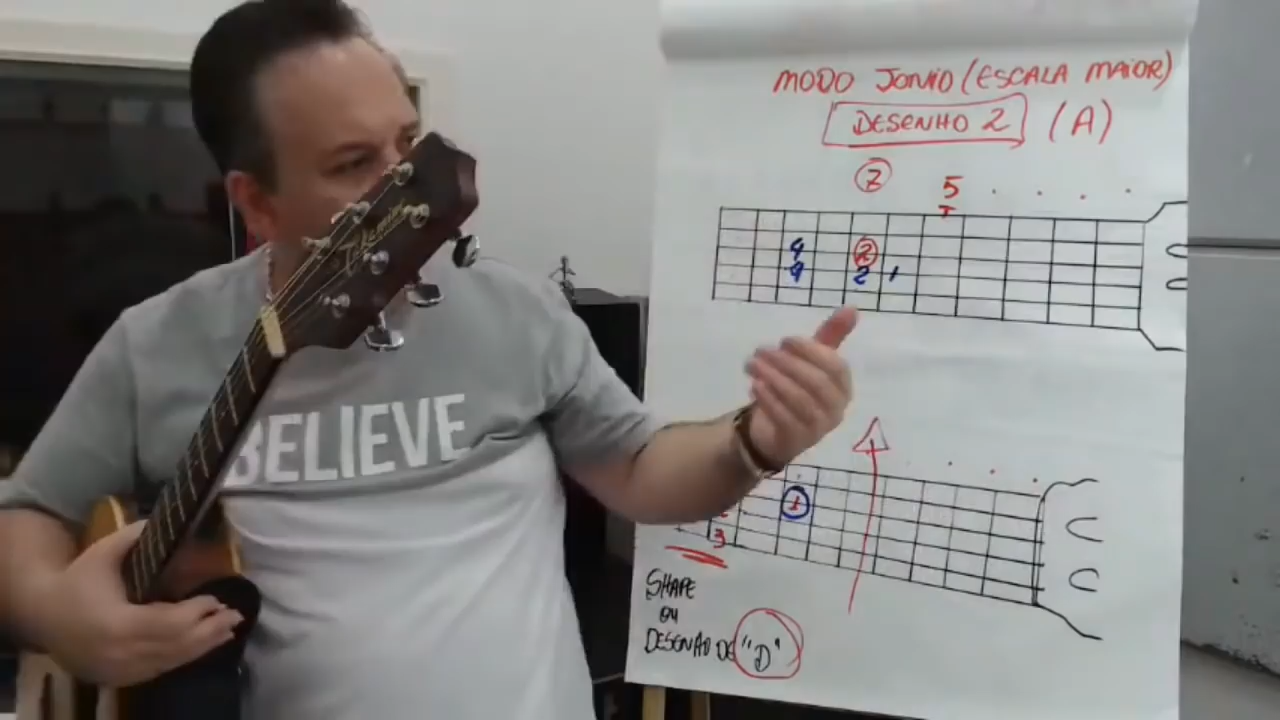 MODO JONIO (ESCALA MAIOR)
DESENHO 2 (A)
7 5
T
4 2
4 2 1
BELIEVE
1
3
SHAPE
OU
DESENHO DE "D"